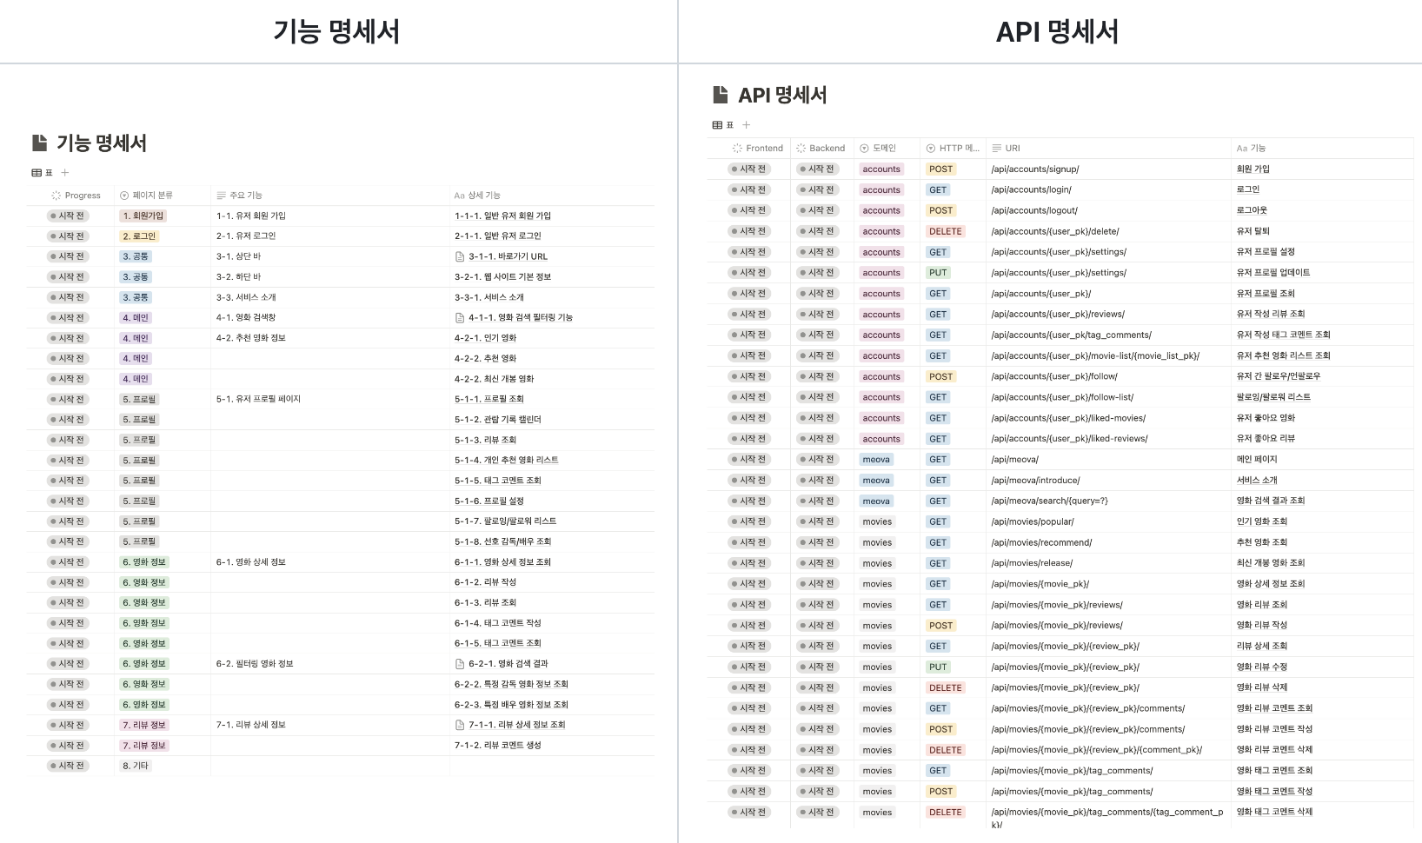 기능 명세서
API 명세서
기능 명세서
표 +
Progress 페이지 분류 주요 기능 Aa 상세 기능
시작 전 1. 회원가입 1-1. 유저 회원 가입 1-1-1. 일반 유저 회원 가입
시작 전 2. 로그인 2-1. 유저 로그인 2-1-1. 일반 유저 로그인
시작 전 3. 공통 3-1. 상단 바 3-1-1. 바로가기 URL
시작 전 3. 공통 3-2. 하단 바 3-2-1. 웹 사이트 기본 정보
시작 전 3. 공통 3-3. 서비스 소개 3-3-1. 서비스 소개
시작 전 4. 메인 4-1. 영화 검색창 4-1-1. 영화 검색 필터링 기능
시작 전 4. 메인 4-2. 추천 영화 정보 4-2-1. 인기 영화
시작 전 4. 메인 4-2-2. 추천 영화
시작 전 4. 메인 4-2-2. 최신 개봉 영화
시작 전 5. 프로필 5-1. 유저 프로필 페이지 5-1-1. 프로필 조회
시작 전 5. 프로필 5-1-2. 관람 기록 캘린더
시작 전 5. 프로필 5-1-3. 리뷰 조회
시작 전 5. 프로필 5-1-4. 개인 추천 영화 리스트
시작 전 5. 프로필 5-1-5. 태그 코멘트 조회
시작 전 5. 프로필 5-1-6. 프로필 설정
시작 전 5. 프로필 5-1-7. 팔로잉/팔로워 리스트
시작 전 5. 프로필 5-1-8. 선호 감독/배우 조회
시작 전 6. 영화 정보 6-1. 영화 상세 정보 6-1-1. 영화 상세 정보 조회
시작 전 6. 영화 정보 6-1-2. 리뷰 작성
시작 전 6. 영화 정보 6-1-3. 리뷰 조회
시작 전 6. 영화 정보 6-1-4. 태그 코멘트 작성
시작 전 6. 영화 정보 6-1-5. 태그 코멘트 조회
시작 전 6. 영화 정보 6-2. 필터링 영화 정보 6-2-1. 영화 검색 결과
시작 전 6. 영화 정보 6-2-2. 특정 감독 영화 정보 조회
시작 전 6. 영화 정보 6-2-3. 특정 배우 영화 정보 조회
시작 전 7. 리뷰 정보 7-1. 리뷰 상세 정보 7-1-1. 리뷰 상세 정보 조회
시작 전 7. 리뷰 정보 7-1-2. 리뷰 코멘트 생성
시작 전 8. 기타
API 명세서
표 +
Frontend Backend 도메인 HTTP 메... URI Aa 기능
시작 전 시작 전 accounts POST /api/accounts/signup/ 회원 가입
시작 전 시작 전 accounts GET /api/accounts/login/ 로그인
시작 전 시작 전 accounts POST /api/accounts/logout/ 로그아웃
시작 전 시작 전 accounts DELETE /api/accounts/{user_pk}/delete/ 유저 탈퇴
시작 전 시작 전 accounts GET /api/accounts/{user_pk}/settings/ 유저 프로필 설정
시작 전 시작 전 accounts PUT /api/accounts/{user_pk}/settings/ 유저 프로필 업데이트
시작 전 시작 전 accounts GET /api/accounts/{user_pk}/ 유저 프로필 조회
시작 전 시작 전 accounts GET /api/accounts/{user_pk}/reviews/ 유저 작성 리뷰 조회
시작 전 시작 전 accounts GET /api/accounts/{user_pk/tag_comments/ 유저 작성 태그 코멘트 조회
시작 전 시작 전 accounts GET /api/accounts/{user_pk}/movie-list/{movie_list_pk}/ 유저 추천 영화 리스트 조회
시작 전 시작 전 accounts POST /api/accounts/{user_pk}/follow/ 유저 간 팔로우/언팔로우
시작 전 시작 전 accounts GET /api/accounts/{user_pk}/follow-list/ 팔로잉/팔로워 리스트
시작 전 시작 전 accounts GET /api/accounts/{user_pk}/liked-movies/ 유저 좋아요 영화
시작 전 시작 전 accounts GET /api/accounts/{user_pk}/liked-reviews/ 유저 좋아요 리뷰
시작 전 시작 전 meova GET /api/meova/ 메인 페이지
시작 전 시작 전 meova GET /api/meova/introduce/ 서비스 소개
시작 전 시작 전 meova GET /api/meova/search/{query=?} 영화 검색 결과 조회
시작 전 시작 전 movies GET /api/movies/popular/ 인기 영화 조회
시작 전 시작 전 movies GET /api/movies/recommend/ 추천 영화 조회
시작 전 시작 전 movies GET /api/movies/release/ 최신 개봉 영화 조회
시작 전 시작 전 movies GET /api/movies/{movie_pk}/ 영화 상세 정보 조회
시작 전 시작 전 movies GET /api/movies/{movie_pk}/reviews/ 영화 리뷰 조회
시작 전 시작 전 movies POST /api/movies/{movie_pk}/reviews/ 영화 리뷰 작성
시작 전 시작 전 movies GET /api/movies/{movie_pk}/{review_pk}/ 리뷰 상세 조회
시작 전 시작 전 movies PUT /api/movies/{movie_pk}/{review_pk}/ 영화 리뷰 수정
시작 전 시작 전 movies DELETE /api/movies/{movie_pk}/{review_pk}/ 영화 리뷰 삭제
시작 전 시작 전 movies GET /api/movies/{movie_pk}/{review_pk}/comments/ 영화 리뷰 코멘트 조회
시작 전 시작 전 movies POST /api/movies/{movie_pk}/{review_pk}/comments/ 영화 리뷰 코멘트 작성
시작 전 시작 전 movies DELETE /api/movies/{movie_pk}/{review_pk}/{comment_pk}/ 영화 리뷰 코멘트 삭제
시작 전 시작 전 movies GET /api/movies/{movie_pk}/tag_comments/ 영화 태그 코멘트 조회
시작 전 시작 전 movies POST /api/movies/{movie_pk}/tag_comments/ 영화 태그 코멘트 작성
시작 전 시작 전 movies DELETE /api/movies/{movie_pk}/tag_comments/{tag_comment_p 영화 태그 코멘트 삭제
k}/